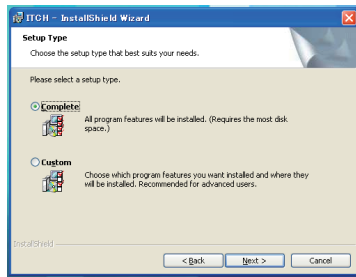 ITCH - InstallShield Wizard
Setup Type
Choose the setup type that best suits your needs.
Please select a setup type.
Complete
All program features will be installed. (Requires the most disk
space.)
Custom
Choose which program features you want installed and where they
will be installed. Recommended for advanced users.
InstallShield
< Back
Next >
Cancel